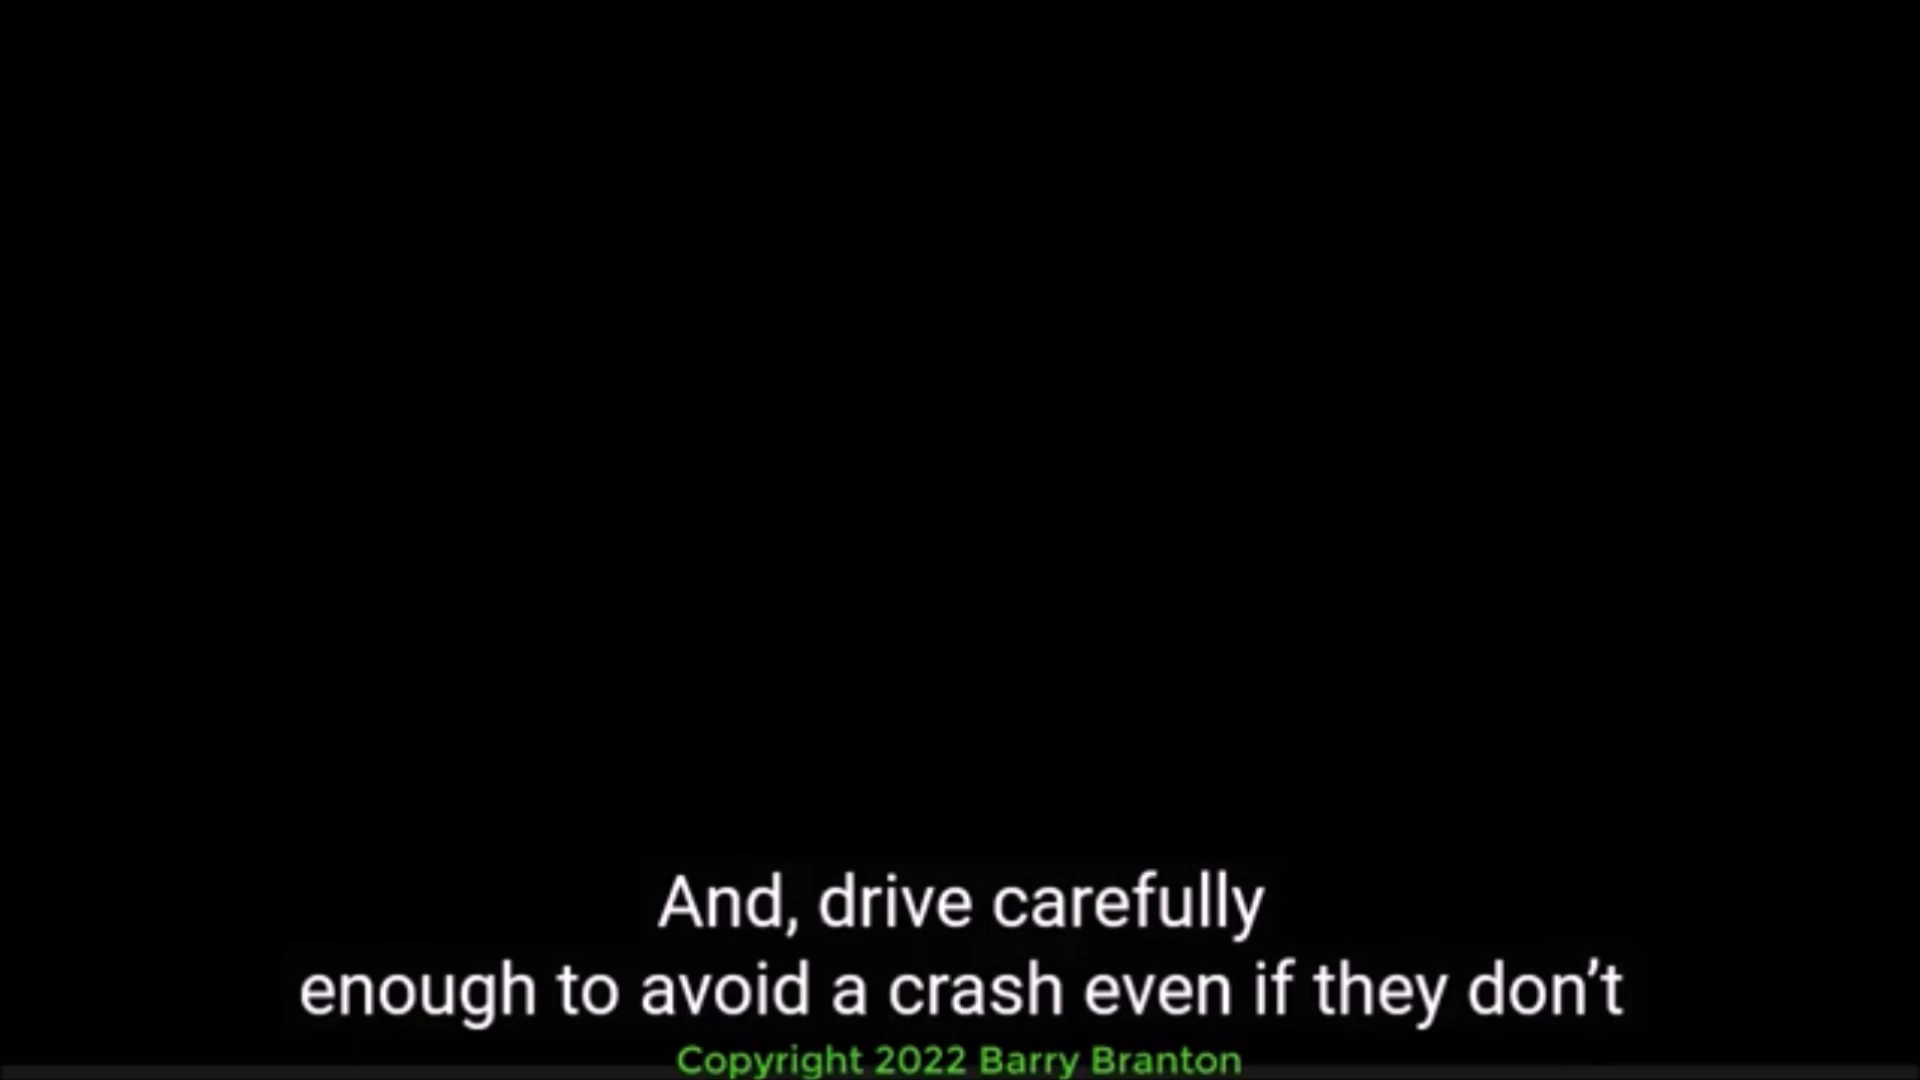 And, drive carefully
enough to avoid a crash even if they don’t
Copyright 2022 Barry Branton